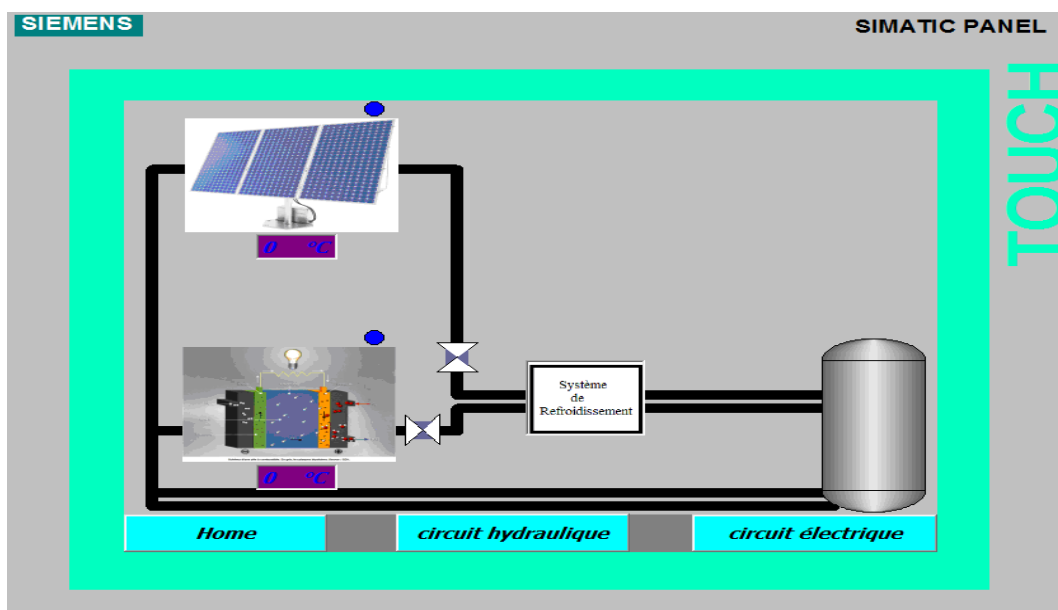 SIEMENS
SIMATIC PANEL
TOUCH
0 °C
Système
de
Refroidissement
0 °C
Home
circuit hydraulique
circuit électrique